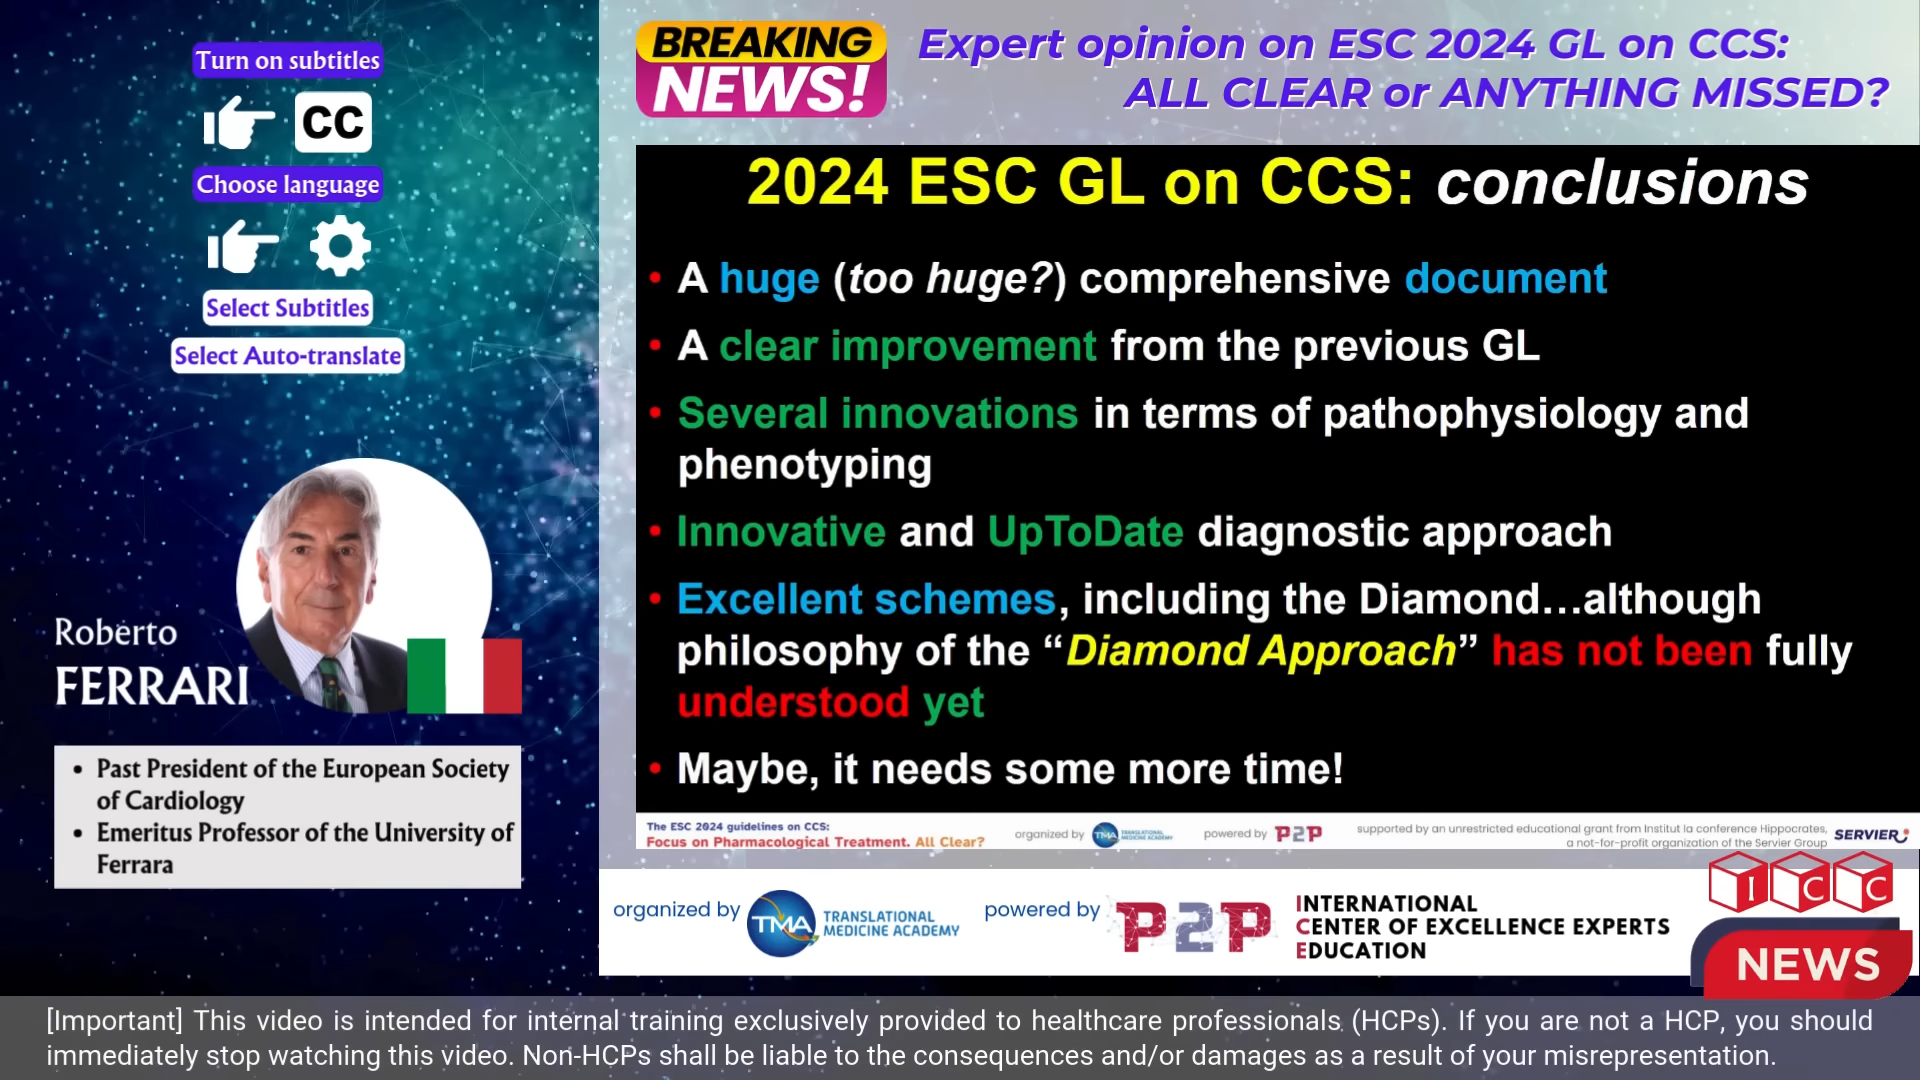 Turn on subtitles
CC
Choose language
Select Subtitles
Select Auto-translate
Roberto
FERRARI
• Past President of the European Society
of Cardiology
• Emeritus Professor of the University of
Ferrara
BREAKING
NEWS!
Expert opinion on ESC 2024 GL on CCS:
ALL CLEAR or ANYTHING MISSED?
2024 ESC GL on CCS: conclusions
• A huge (too huge?) comprehensive document
• A clear improvement from the previous GL
• Several innovations in terms of pathophysiology and
phenotyping
• Innovative and UpToDate diagnostic approach
• Excellent schemes, including the Diamond...although
philosophy of the “Diamond Approach” has not been fully
understood yet
• Maybe, it needs some more time!
The ESC 2024 guidelines on CCS:
Focus on Pharmacological Treatment. All Clear?
organized by TMA TRANSLATIONAL
MEDICINE ACADEMY
powered by P2P
supported by an unrestricted educational grant from Institut la conference Hippocrates,
a not-for-profit organization of the Servier Group
SERVIER
organized by TMA TRANSLATIONAL
MEDICINE ACADEMY
powered by P2P
INTERNATIONAL
CENTER OF EXCELLENCE EXPERTS
EDUCATION
ICC
NEWS
[Important] This video is intended for internal training exclusively provided to healthcare professionals (HCPs). If you are not a HCP, you should
immediately stop watching this video. Non-HCPs shall be liable to the consequences and/or damages as a result of your misrepresentation.